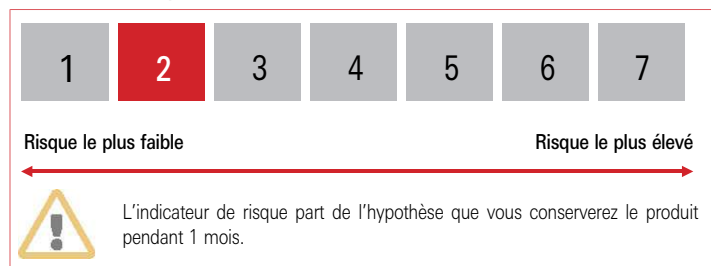 1 2 3 4 5 6 7
Risque le plus faible Risque le plus élevé
L'indicateur de risque part de l'hypothèse que vous conserverez le produit
pendant 1 mois.